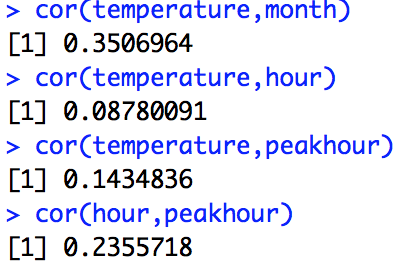 > cor(temperature,month)
[1] 0.3506964
> cor(temperature,hour)
[1] 0.08780091
> cor(temperature,peakhour)
[1] 0.1434836
> cor(hour,peakhour)
[1] 0.2355718